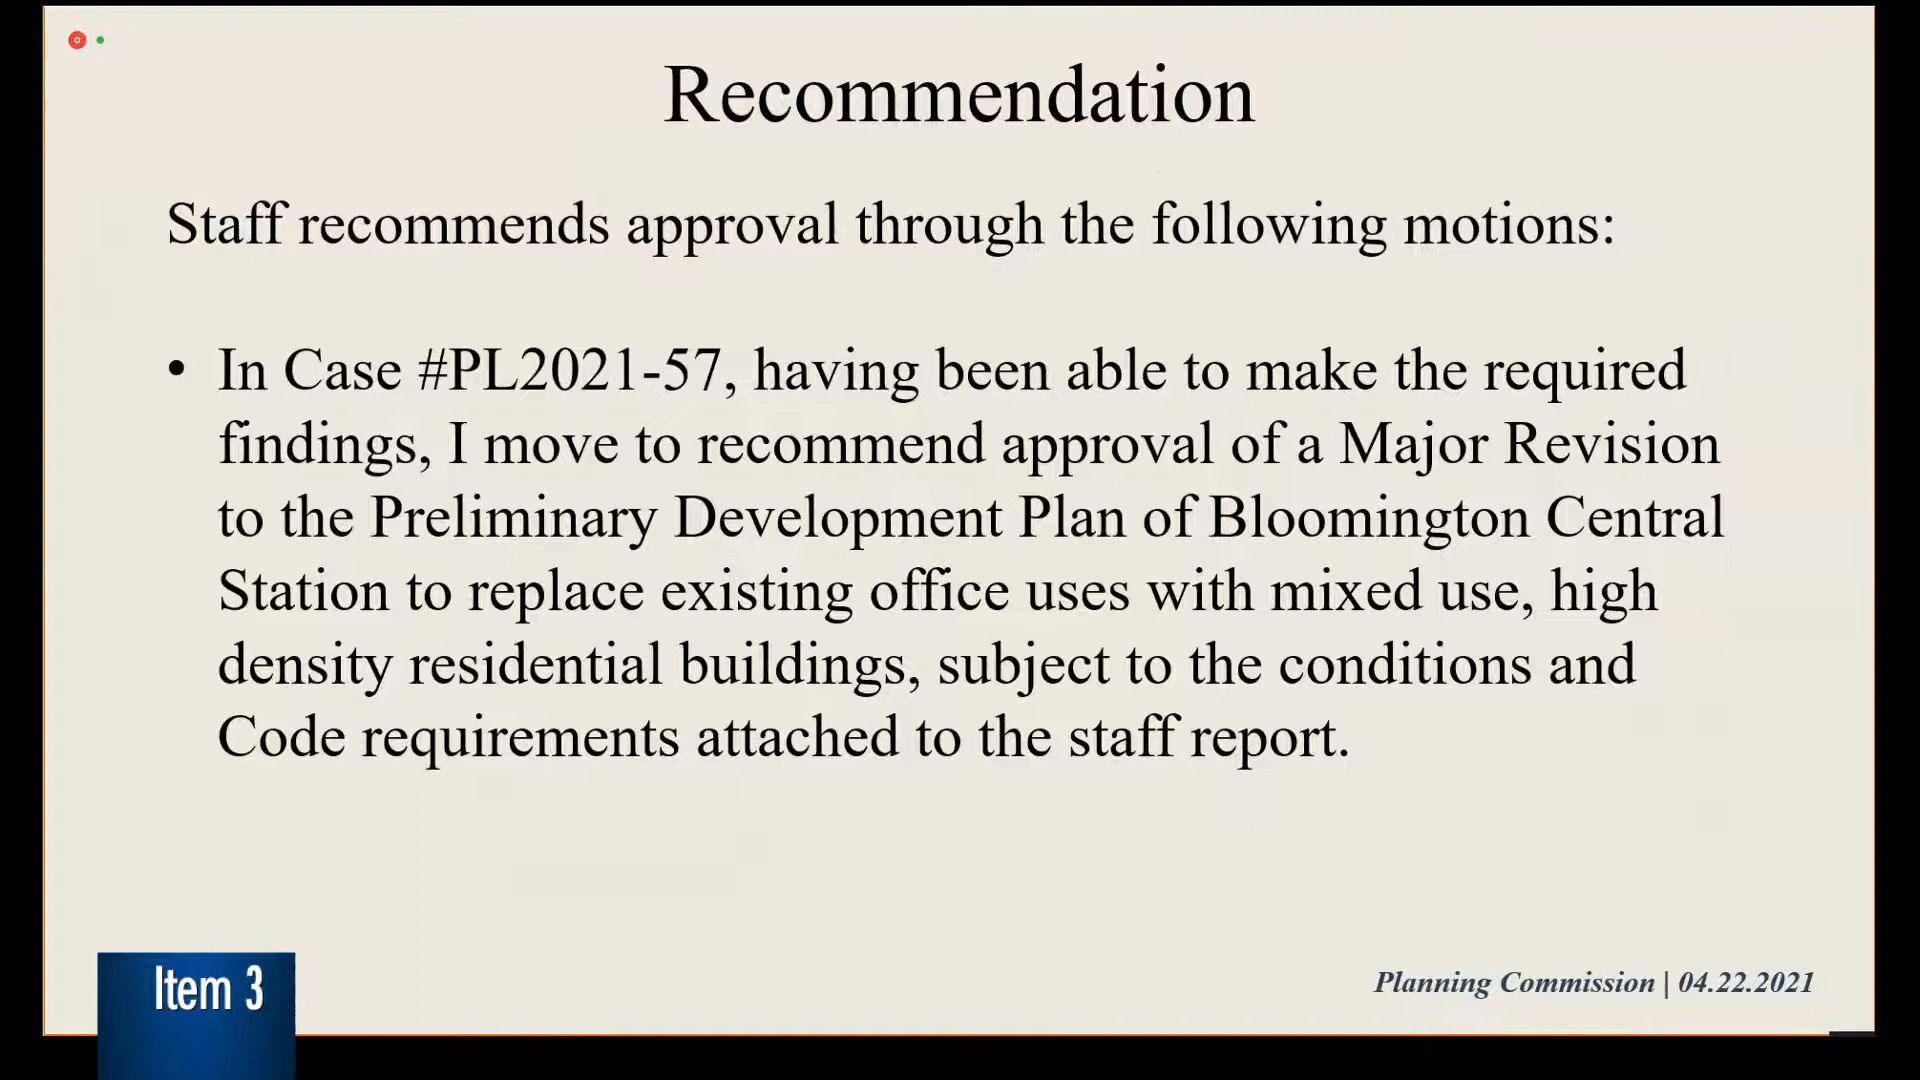 Recommendation
Staff recommends approval through the following motions:
• In Case #PL2021-57, having been able to make the required
findings, I move to recommend approval of a Major Revision
to the Preliminary Development Plan of Bloomington Central
Station to replace existing office uses with mixed use, high
density residential buildings, subject to the conditions and
Code requirements attached to the staff report.
Item 3
Planning Commission | 04.22.2021